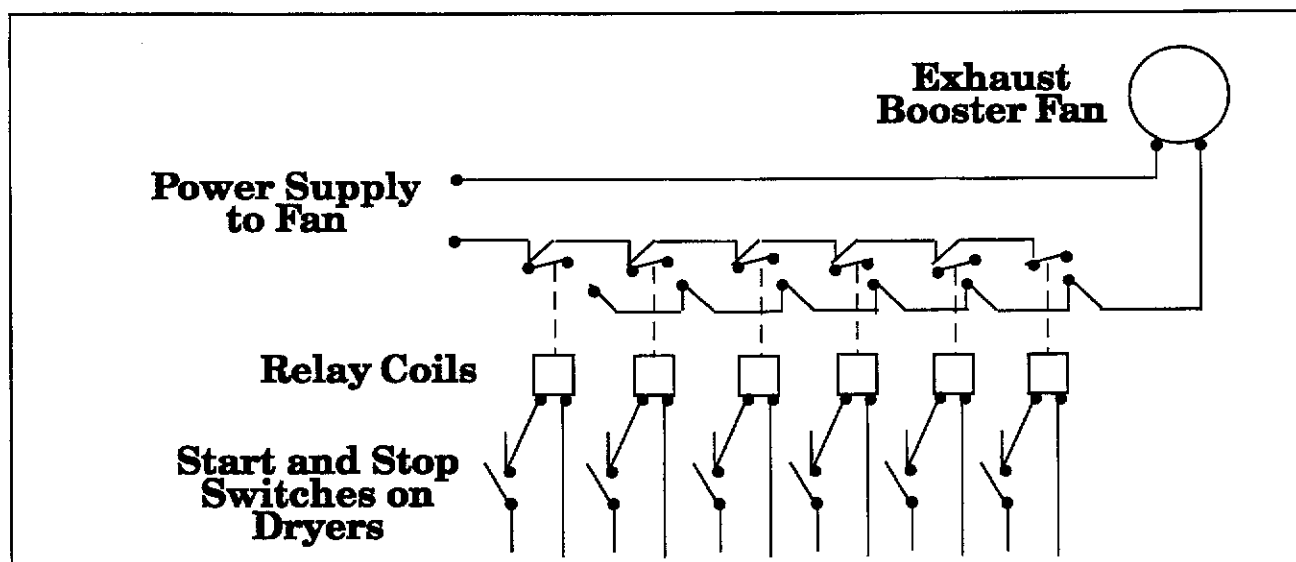 Exhaust
Booster Fan
Power Supply
to Fan
Relay Coils
Start and Stop
Switches on
Dryers